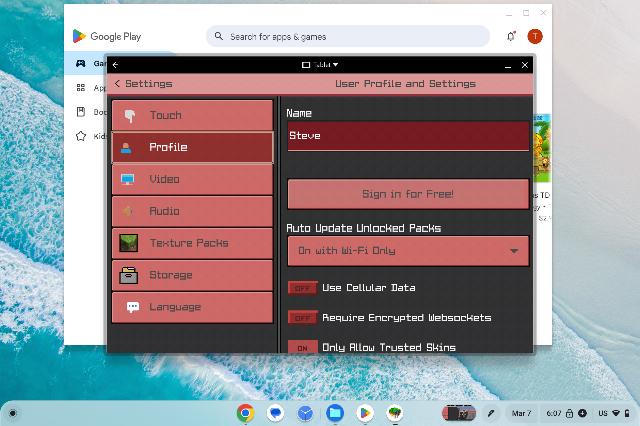 Google Play
Search for apps & games
T
Tablet
Settings
User Profile and Settings
Touch
Profile
Video
Audio
Texture Packs
Storage
Language
Name
Steve
Sign in for Free!
Auto Update Unlocked Packs
On with Wi-Fi Only
OFF Use Cellular Data
OFF Require Encrypted Websockets
ON Only Allow Trusted Skins
Gam
App
Boo
Kids
s TD
Mar 7
6:07
US